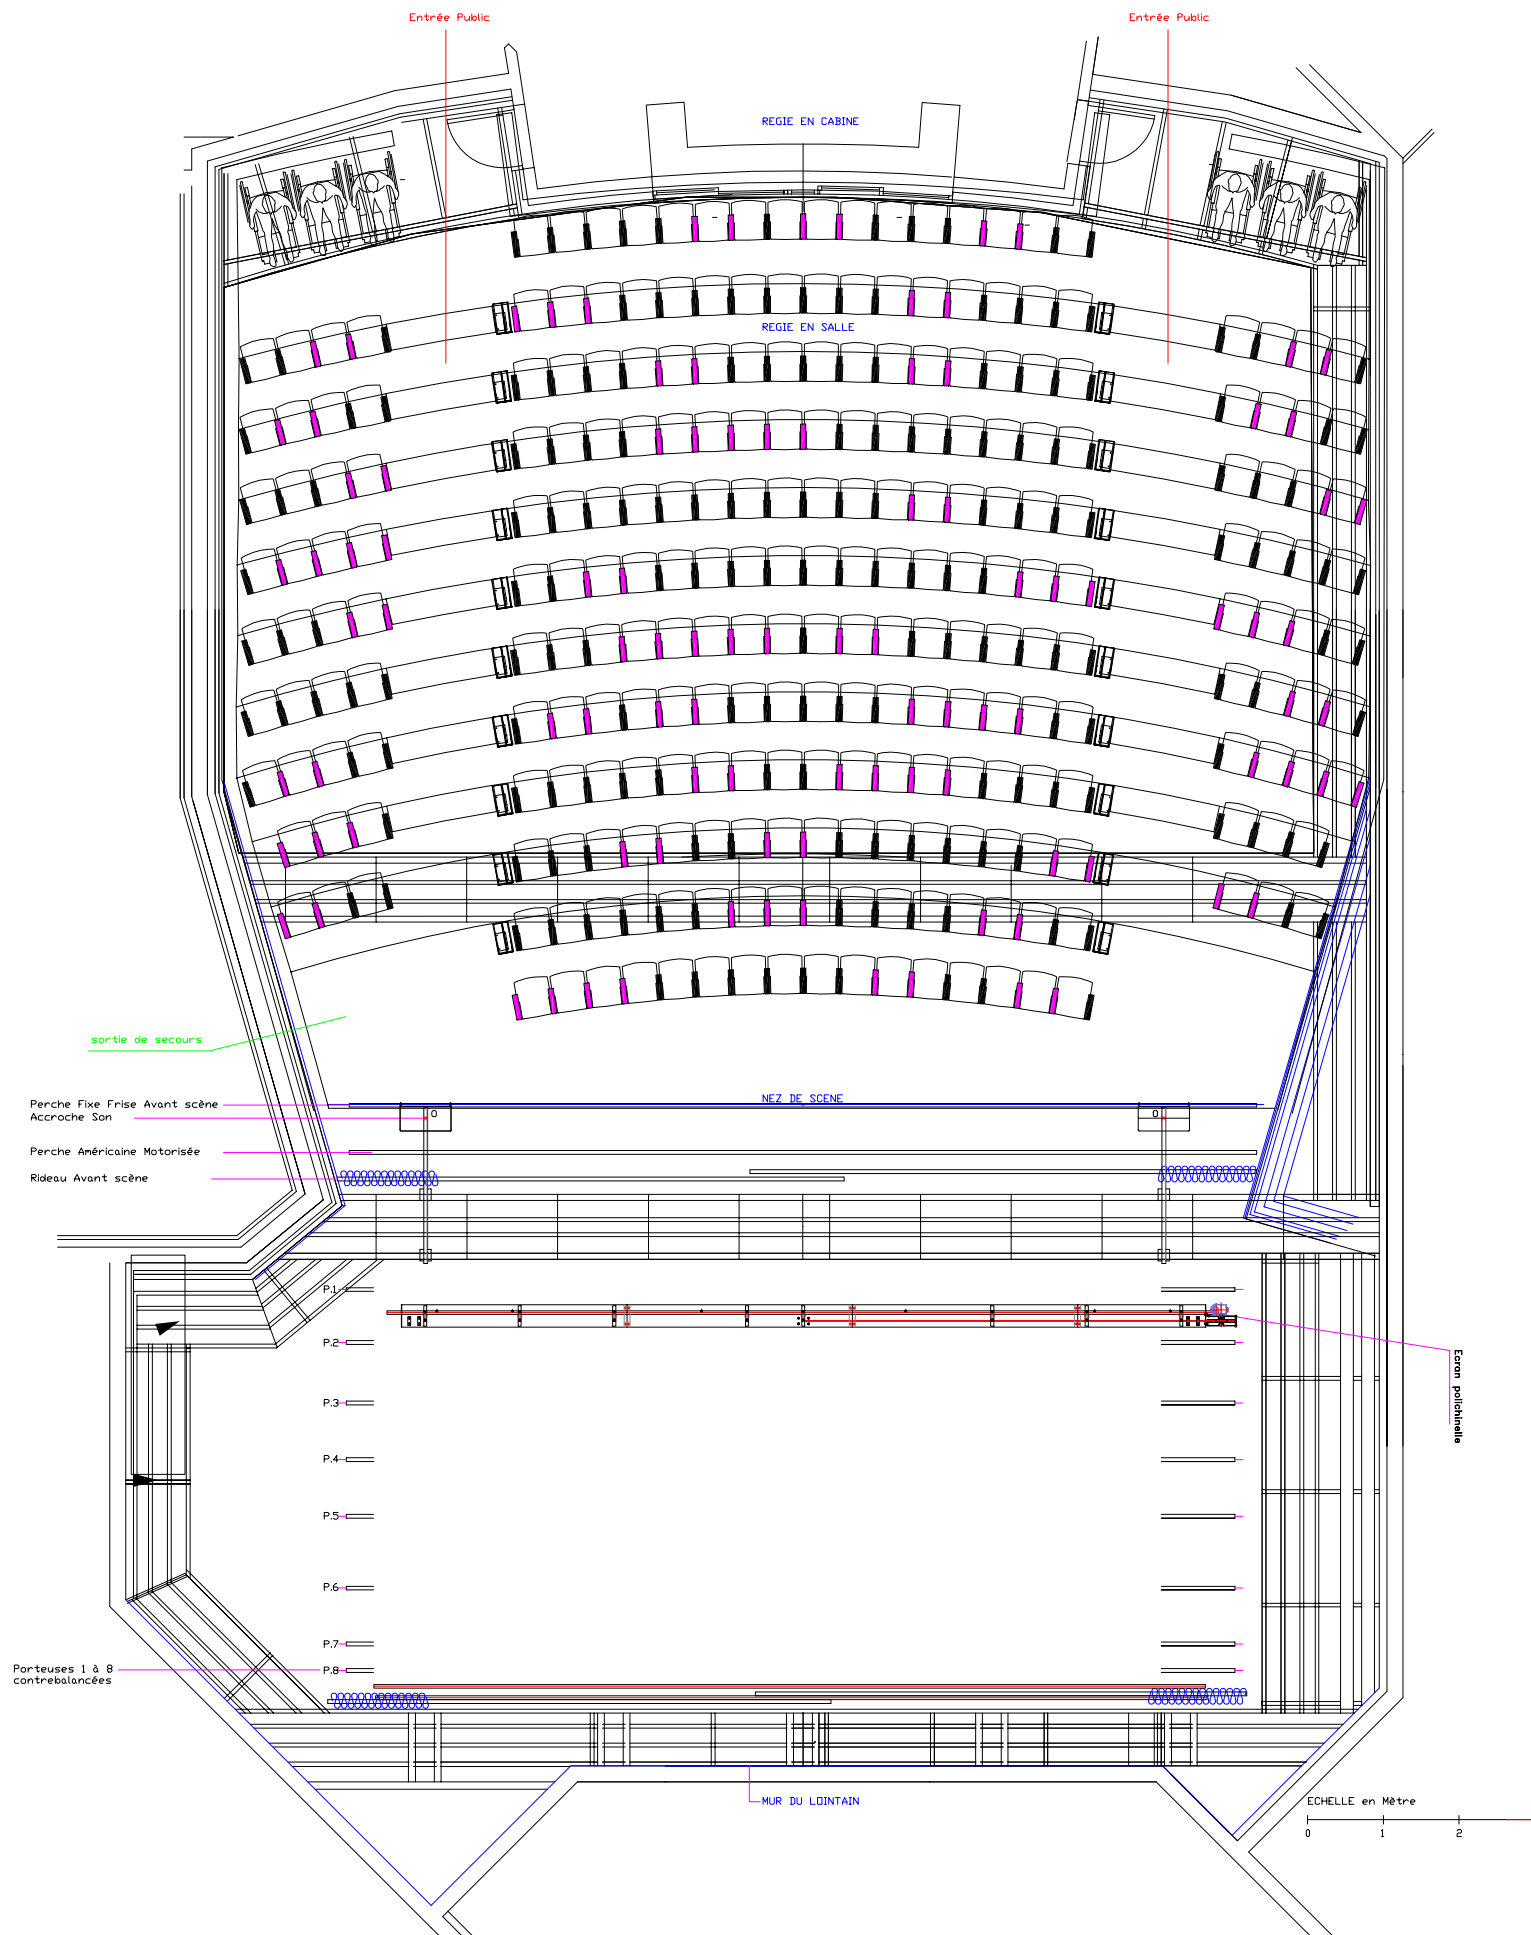 Entrée Public
Entrée Public
REGIE EN CABINE
REGIE EN SALLE
sortie de secours
NEZ DE SCENE
Perche Fixe Frise Avant scène
Accroche Son
Perche Américaine Motorisée
Rideau Avant scène
P.1
P.2
Ecran polichinelle
P.3
P.4
P.5
P.6
P.7
P.8
Porteuses 1 à 8
contrebalancées
MUR DU LOINTAIN
ECHELLE en Mètre
0 1 2